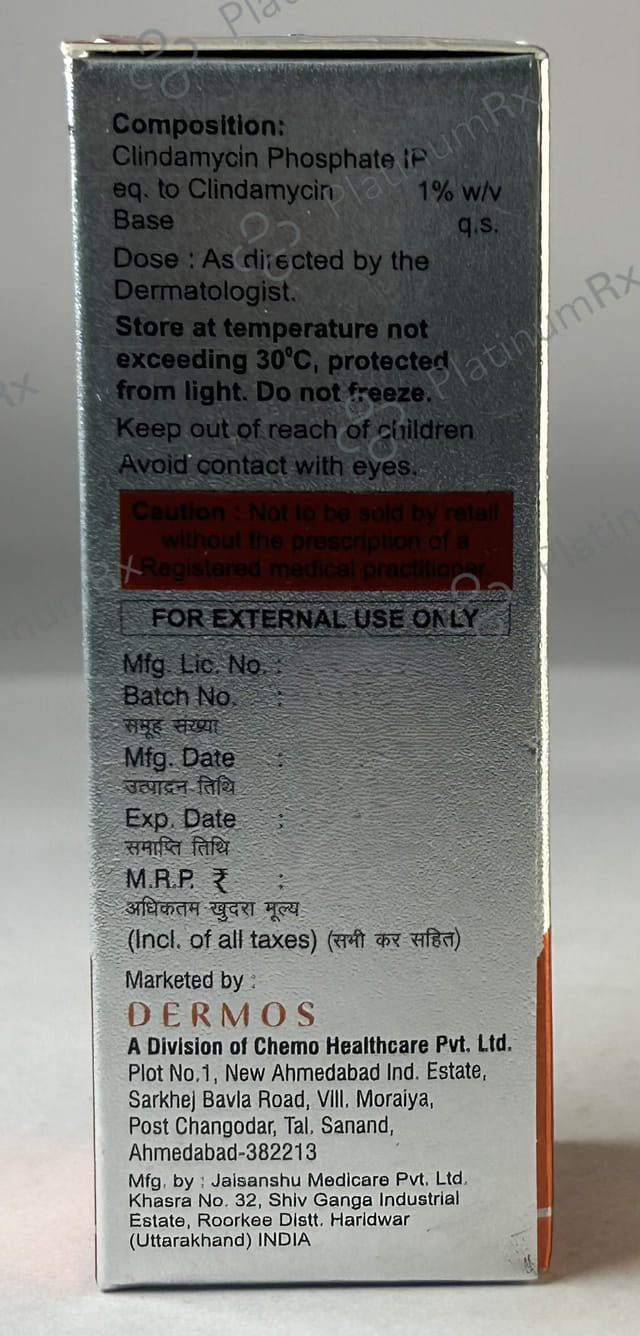 Composition:
Clindamycin Phosphate IP
eq. to Clindamycin 1% w/v
Base q.s.
Dose : As directed by the
Dermatologist.
Store at temperature not
exceeding 30⁰C, protected
from light. Do not freeze.
Keep out of reach of children
Avoid contact with eyes.
Caution : Not to be sold by retail
without the prescription of a
Registered medical practitioner
FOR EXTERNAL USE ONLY
Mfg. Lic. No. :
Batch No. :
समूह संख्या
Mfg. Date :
उत्पादन तिथि
Exp. Date :
समाप्ति तिथि
M.R.P. ₹ :
अधिकतम खुदरा मूल्य
(Incl. of all taxes) (सभी कर सहित)
Marketed by :
DERMOS
A Division of Chemo Healthcare Pvt. Ltd.
Plot No.1, New Ahmedabad Ind. Estate,
Sarkhej Bavla Road, Vill. Moraiya,
Post Changodar, Tal. Sanand,
Ahmedabad-382213
Mfg. by : Jaisanshu Medicare Pvt. Ltd.
Khasra No. 32, Shiv Ganga Industrial
Estate, Roorkee Distt. Haridwar
(Uttarakhand) INDIA
PlatinumRx
PlatinumRx